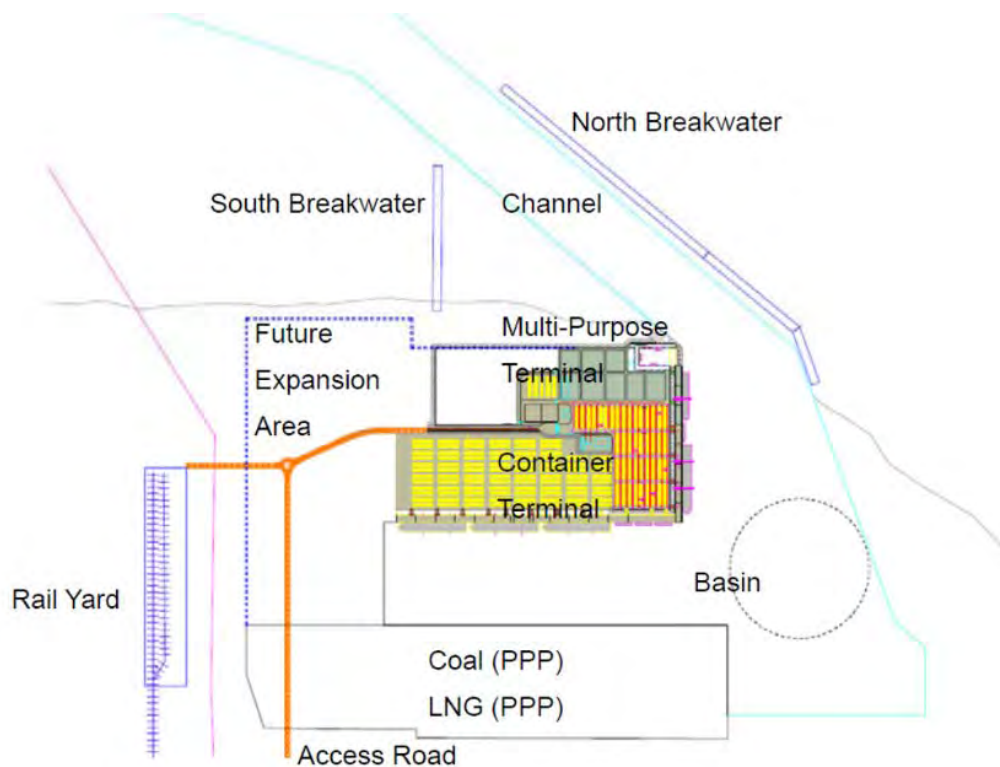 North Breakwater
South Breakwater
Channel
Future
Expansion
Area
Multi-Purpose
Terminal
Container
Terminal
Rail Yard
Basin
Coal (PPP)
LNG (PPP)
Access Road